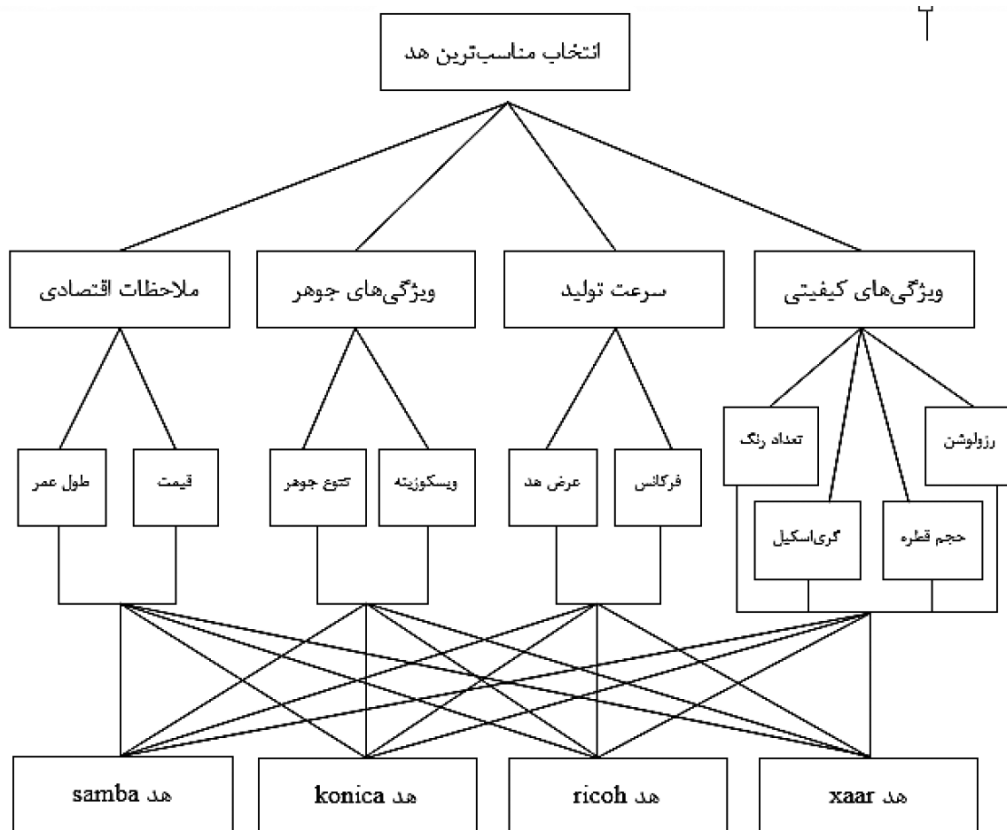 انتخاب مناسب‌ترین هد
ویژگی‌های کیفیتی
سرعت تولید
ویژگی‌های جوهر
ملاحظات اقتصادی
رزولوشن
تعداد رنگ
فرکانس
عرض هد
ویسکوزیته
تنوع جوهر
قیمت
طول عمر
حجم قطره
گری‌اسکیل
هد xaar
هد ricoh
هد konica
هد samba